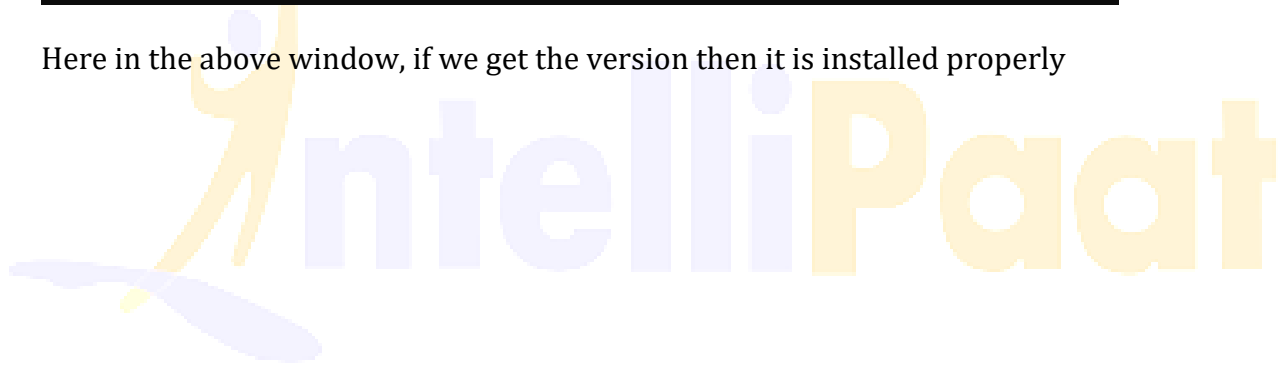 Here in the above window, if we get the version then it is installed properly
IntelliPaat